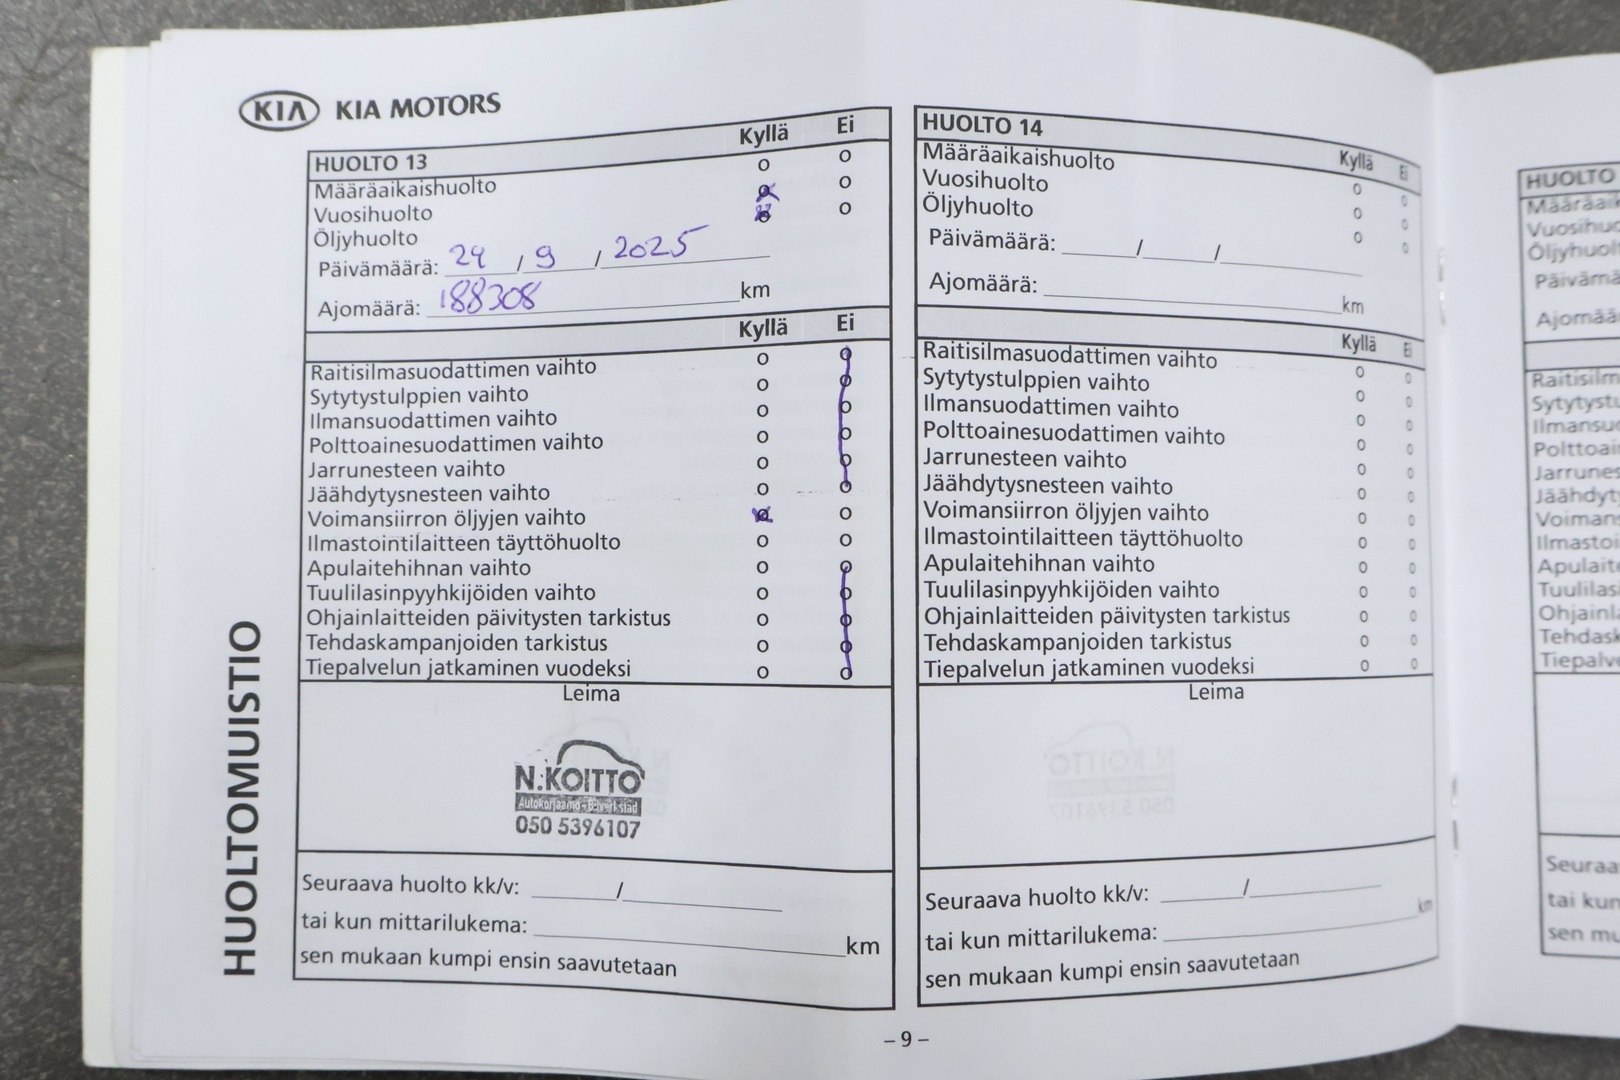 KIA KIA MOTORS
HUOLTO 13 Kyllä Ei
Määräaikaishuolto o o
Vuosihuolto o o
Öljyhuolto o o
Päivämäärä: 24 / 9 / 2025
Ajomäärä: 188308 km
Kyllä Ei
Raitisilmasuodattimen vaihto o o
Sytytystulppien vaihto o o
Ilmansuodattimen vaihto o o
Polttoainesuodattimen vaihto o o
Jarrunesteen vaihto o o
Jäähdytysnesteen vaihto o o
Voimansiirron öljyjen vaihto o o
Ilmastointilaitteen täyttöhuolto o o
Apulaitehihnan vaihto o o
Tuulilasinpyyhkijöiden vaihto o o
Ohjainlaitteiden päivitysten tarkistus o o
Tehdaskampanjoiden tarkistus o o
Tiepalvelun jatkaminen vuodeksi o o
Leima
N.KOITTO
Autokorjaamo - Bilverkstad
050 5396107
Seuraava huolto kk/v: /
tai kun mittarilukema: km
sen mukaan kumpi ensin saavutetaan
HUOLTOMUISTIO
HUOLTO 14 Kyllä Ei
Määräaikaishuolto o o
Vuosihuolto o o
Öljyhuolto o o
Päivämäärä: / /
Ajomäärä: km
Kyllä Ei
Raitisilmasuodattimen vaihto o o
Sytytystulppien vaihto o o
Ilmansuodattimen vaihto o o
Polttoainesuodattimen vaihto o o
Jarrunesteen vaihto o o
Jäähdytysnesteen vaihto o o
Voimansiirron öljyjen vaihto o o
Ilmastointilaitteen täyttöhuolto o o
Apulaitehihnan vaihto o o
Tuulilasinpyyhkijöiden vaihto o o
Ohjainlaitteiden päivitysten tarkistus o o
Tehdaskampanjoiden tarkistus o o
Tiepalvelun jatkaminen vuodeksi o o
Leima
Seuraava huolto kk/v: /
tai kun mittarilukema: km
sen mukaan kumpi ensin saavutetaan
– 9 –
HUOLTO